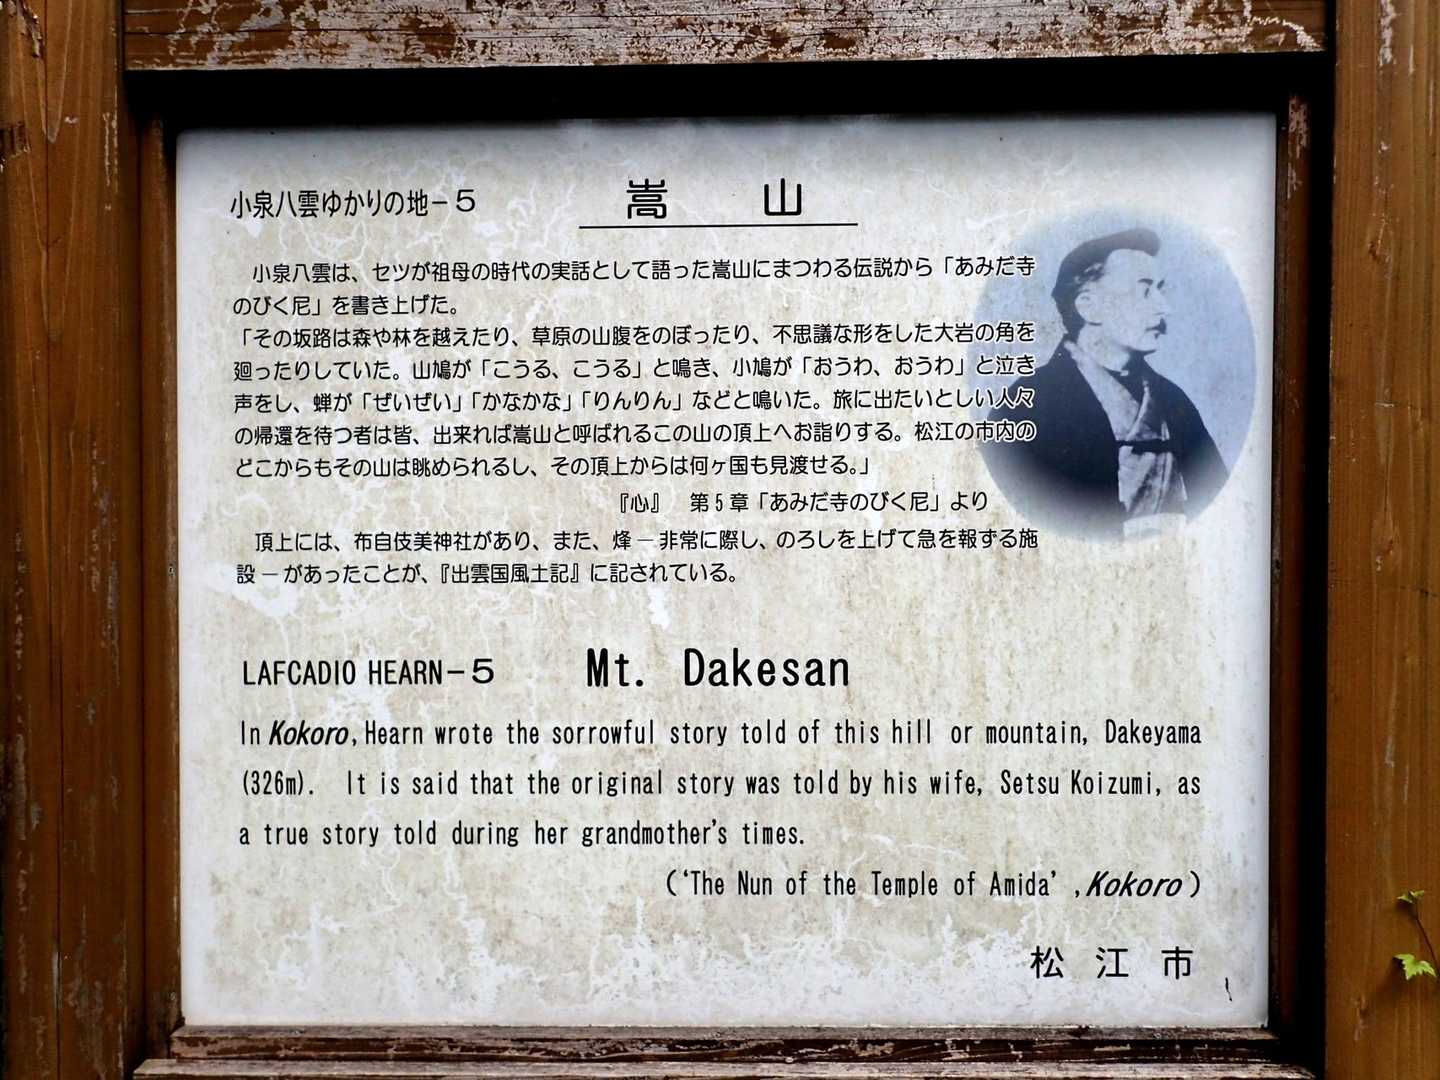 小泉八雲ゆかりの地－5
嵩山
小泉八雲は、セツが祖母の時代の実話として語った嵩山にまつわる伝説から「あみだ寺
のびく尼」を書き上げた。
「その坂路は森や林を越えたり、草原の山腹をのぼったり、不思議な形をした大岩の角を
廻ったりしていた。山鳩が「こうる、こうる」と鳴き、小鳩が「おうわ、おうわ」と泣き
声をし、蝉が「ぜいぜい」「かなかな」「りんりん」などと鳴いた。旅に出たいとしい人々
の帰還を待つ者は皆、出来れば嵩山と呼ばれるこの山の頂上へお詣りする。松江の市内の
どこからもその山は眺められるし、その頂上からは何ヶ国も見渡せる。」
『心』　第5章「あみだ寺のびく尼」より
頂上には、布自伎美神社があり、また、烽－非常に際し、のろしを上げて急を報ずる施
設－があったことが、『出雲国風土記』に記されている。
LAFCADIO HEARN－5
Mt. Dakesan
In Kokoro, Hearn wrote the sorrowful story told of this hill or mountain, Dakeyama
(326m). It is said that the original story was told by his wife, Setsu Koizumi, as
a true story told during her grandmother's times.
(‘The Nun of the Temple of Amida’, Kokoro)
松江市